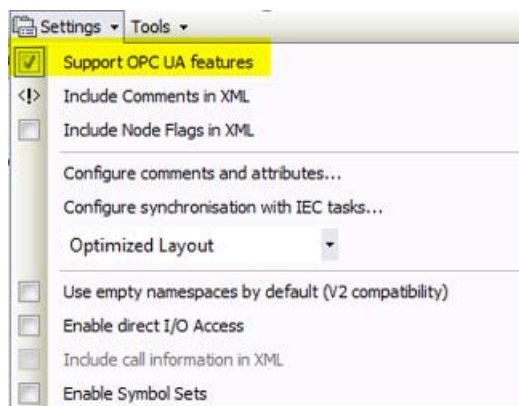 Settings Tools
Support OPC UA features
Include Comments in XML
Include Node Flags in XML
Configure comments and attributes...
Configure synchronisation with IEC tasks...
Optimized Layout
Use empty namespaces by default (V2 compatibility)
Enable direct I/O Access
Include call information in XML
Enable Symbol Sets